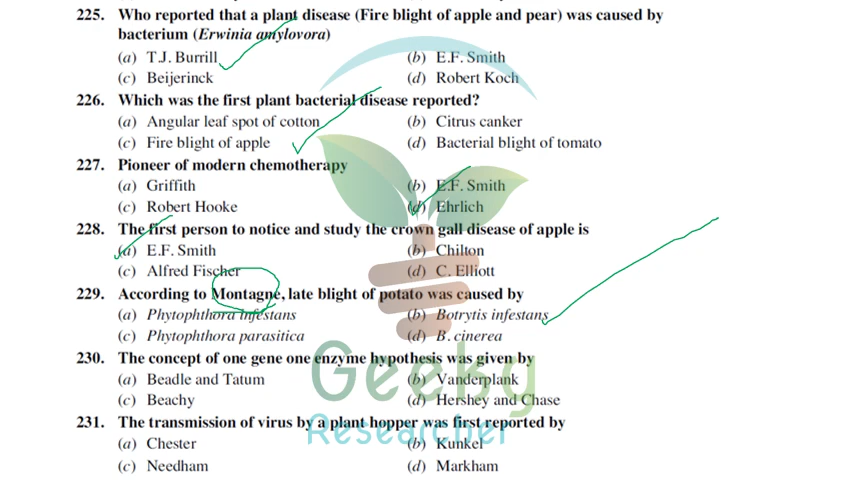 225. Who reported that a plant disease (Fire blight of apple and pear) was caused by
bacterium (Erwinia amylovora)
(a) T.J. Burrill (b) E.F. Smith
(c) Beijerinck (d) Robert Koch
226. Which was the first plant bacterial disease reported?
(a) Angular leaf spot of cotton (b) Citrus canker
(c) Fire blight of apple (d) Bacterial blight of tomato
227. Pioneer of modern chemotherapy
(a) Griffith (b) E.F. Smith
(c) Robert Hooke (d) Ehrlich
228. The first person to notice and study the crown gall disease of apple is
(a) E.F. Smith (b) Chilton
(c) Alfred Fischer (d) C. Elliott
229. According to Montagne, late blight of potato was caused by
(a) Phytophthora infestans (b) Botrytis infestans
(c) Phytophthora parasitica (d) B. cinerea
230. The concept of one gene one enzyme hypothesis was given by
(a) Beadle and Tatum (b) Vanderplank
(c) Beachy (d) Hershey and Chase
Geeky
231. The transmission of virus by a plant hopper was first reported by
Researcher
(a) Chester (b) Kunkel
(c) Needham (d) Markham